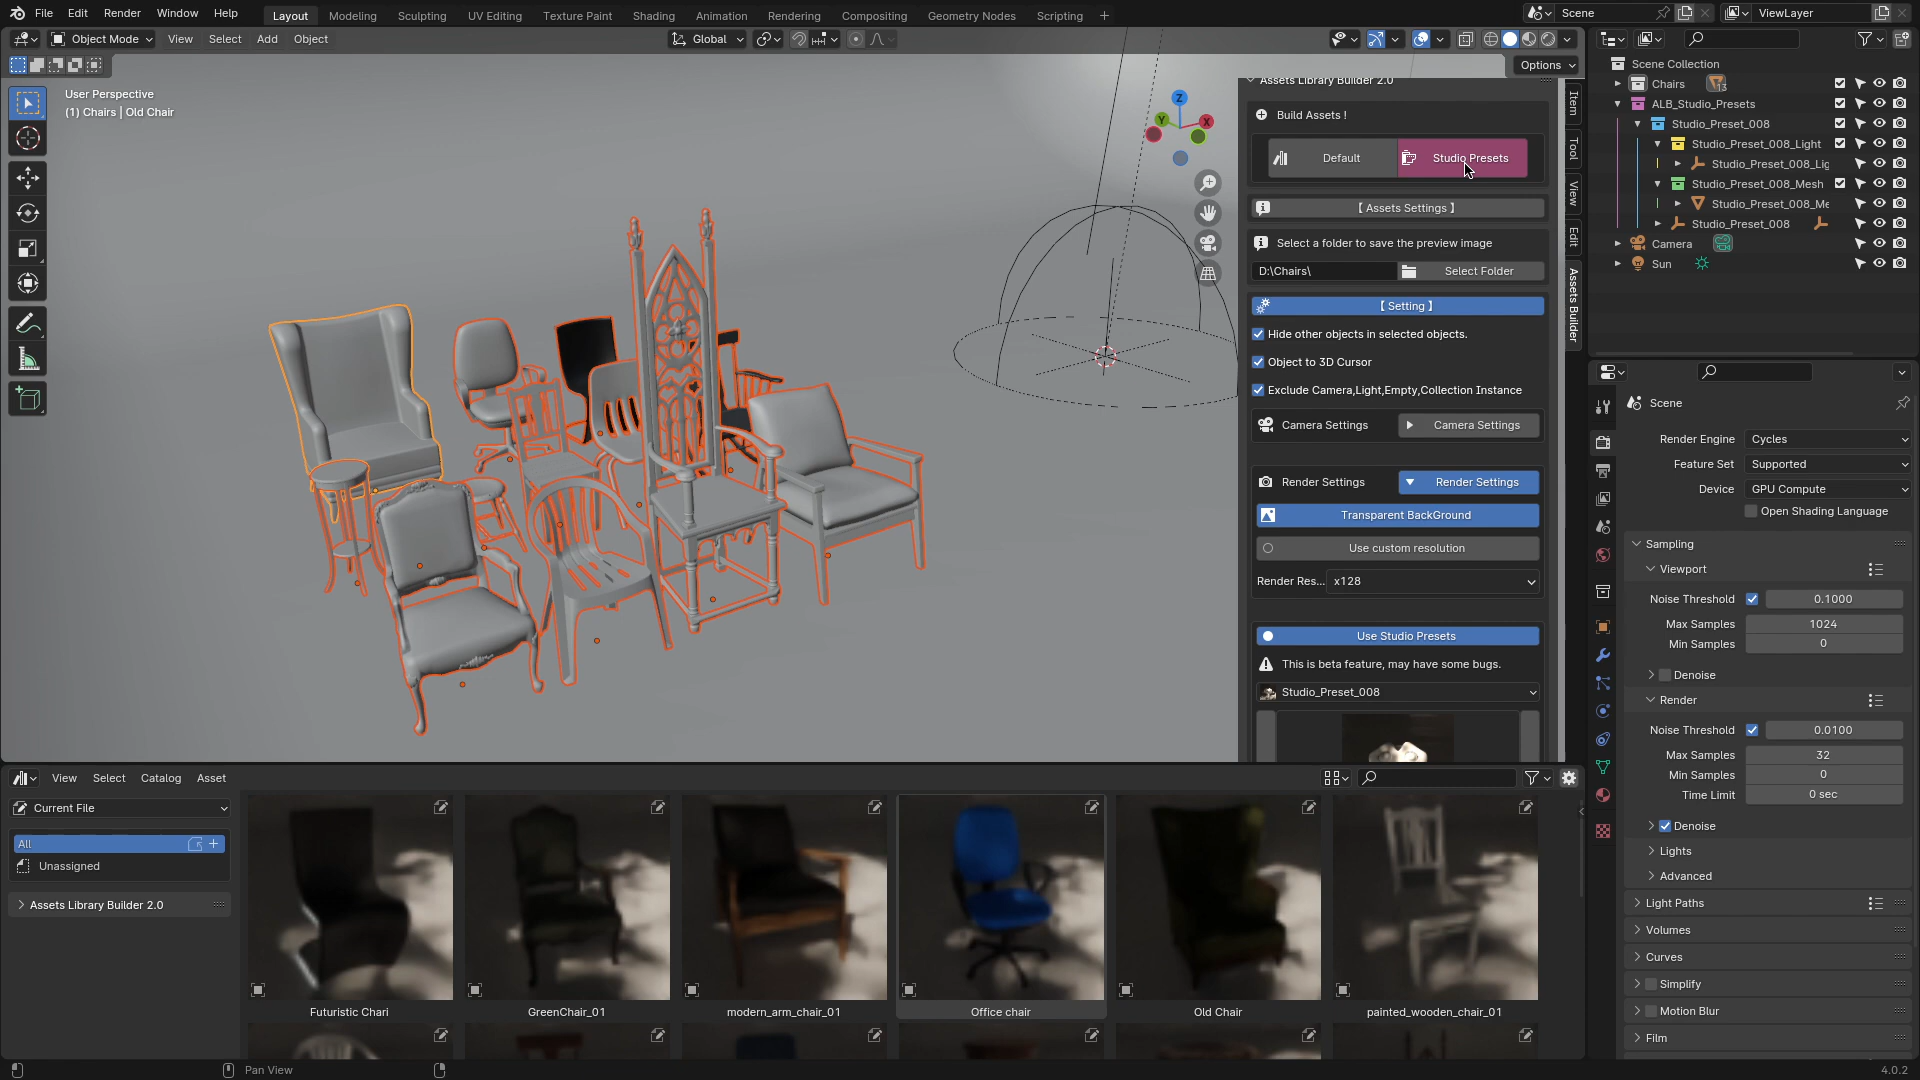 File Edit Render Window Help Layout Modeling Sculpting UV Editing Texture Paint Shading Animation Rendering Compositing Geometry Nodes Scripting + Scene ViewLayer
Object Mode View Select Add Object Global
Options
User Perspective
(1) Chairs | Old Chair
Z
Y
X
Assets Library Builder 2.0
Build Assets !
Default Studio Presets
【 Assets Settings 】
Select a folder to save the preview image
D:\Chairs\ Select Folder
【 Setting 】
Hide other objects in selected objects.
Object to 3D Cursor
Exclude Camera,Light,Empty,Collection Instance
Camera Settings Camera Settings
Render Settings Render Settings
Transparent BackGround
Use custom resolution
Render Res... x128
Use Studio Presets
This is beta feature, may have some bugs.
Studio_Preset_008
Item
Tool
View
Edit
Assets Builder
Scene Collection
Chairs 13
ALB_Studio_Presets
Studio_Preset_008
Studio_Preset_008_Light
Studio_Preset_008_Lig
Studio_Preset_008_Mesh
Studio_Preset_008_Me
Studio_Preset_008
Camera
Sun
Scene
Render Engine Cycles
Feature Set Supported
Device GPU Compute
Open Shading Language
Sampling
Viewport
Noise Threshold 0.1000
Max Samples 1024
Min Samples 0
Denoise
Render
Noise Threshold 0.0100
Max Samples 32
Min Samples 0
Time Limit 0 sec
Denoise
Lights
Advanced
Light Paths
Volumes
Curves
Simplify
Motion Blur
Film
View Select Catalog Asset
Current File
All
Unassigned
Assets Library Builder 2.0
Futuristic Chari GreenChair_01 modern_arm_chair_01 Office chair Old Chair painted_wooden_chair_01
Pan View
4.0.2